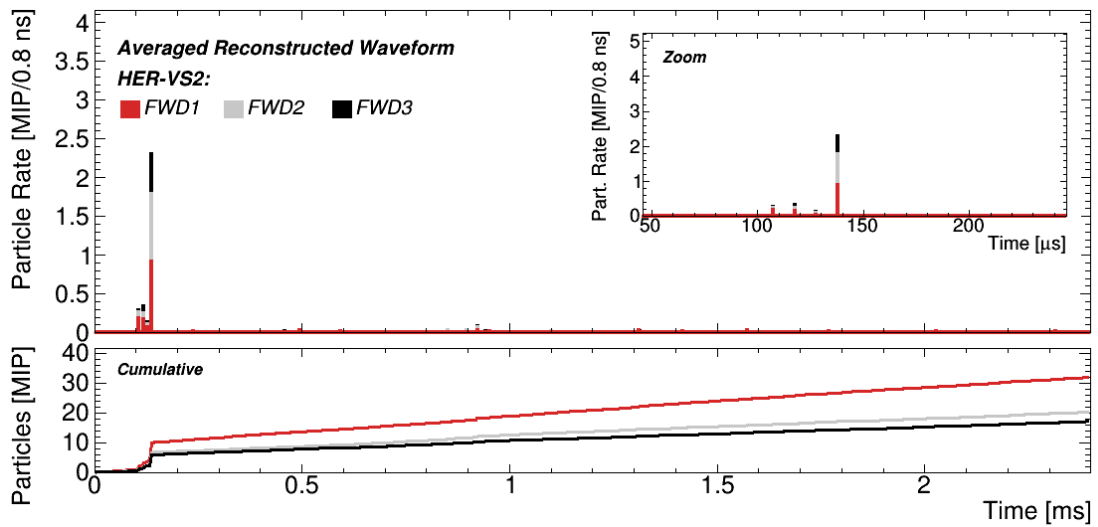 Averaged Reconstructed Waveform
HER-VS2:
FWD1 FWD2 FWD3
Particle Rate [MIP/0.8 ns]
4
3.5
3
2.5
2
1.5
1
0.5
0
Zoom
Part. Rate [MIP/0.8 ns]
5
4
3
2
1
0
50 100 150 200
Time [μs]
Cumulative
Particles [MIP]
40
30
20
10
0
0 0.5 1 1.5 2
Time [ms]